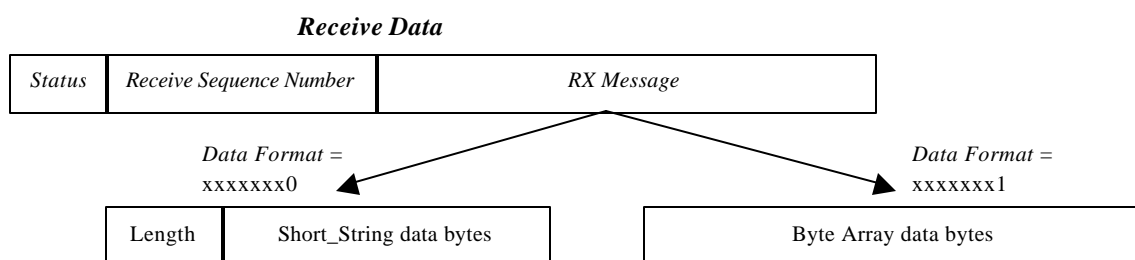 Receive Data
Status Receive Sequence Number RX Message
Data Format =
xxxxxxx0
Data Format =
xxxxxxx1
Length Short_String data bytes Byte Array data bytes